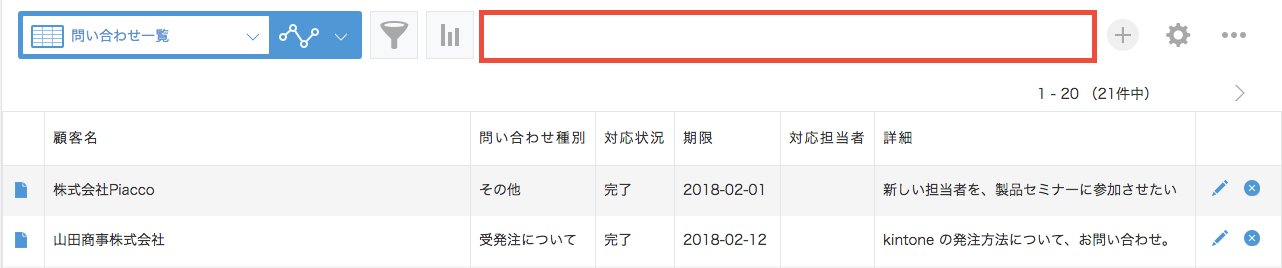 問い合わせ一覧
1 - 20 （21件中）
顧客名 問い合わせ種別 対応状況 期限 対応担当者 詳細
株式会社Piacco その他 完了 2018-02-01 新しい担当者を、製品セミナーに参加させたい
山田商事株式会社 受発注について 完了 2018-02-12 kintone の発注方法について、お問い合わせ。